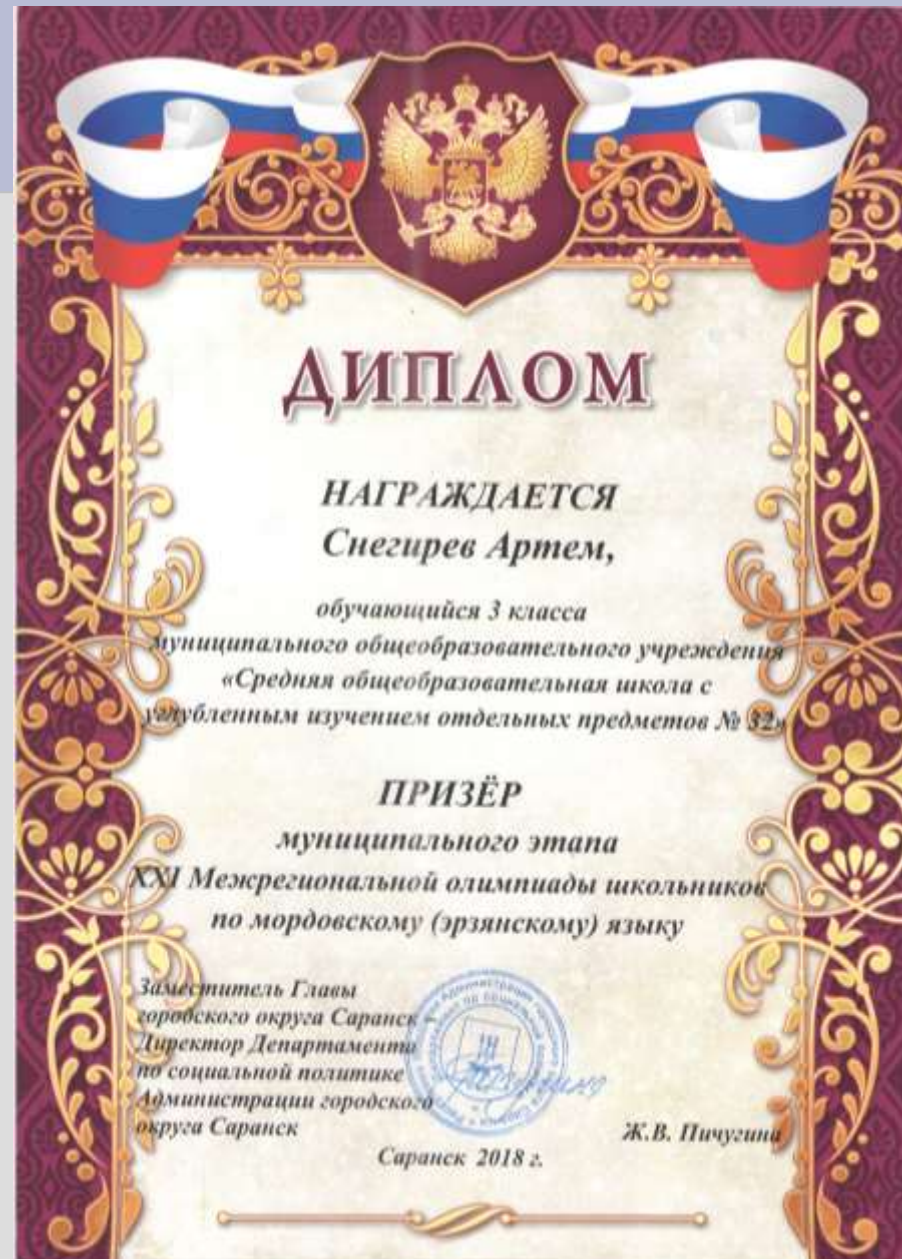 ДИПЛОМ
НАГРАЖДАЕТСЯ
Снегирев Артем,
обучающийся 3 класса
муниципального общеобразовательного учреждения
«Средняя общеобразовательная школа с
углубленным изучением отдельных предметов № 32»
ПРИЗЁР
муниципального этапа
XXI Межрегиональной олимпиады школьников
по мордовскому (эрзянскому) языку
Заместитель Главы
городского округа Саранск
Директор Департамента
по социальной политике
Администрации городского
округа Саранск
Ж.В. Пичугина
Саранск 2018 г.